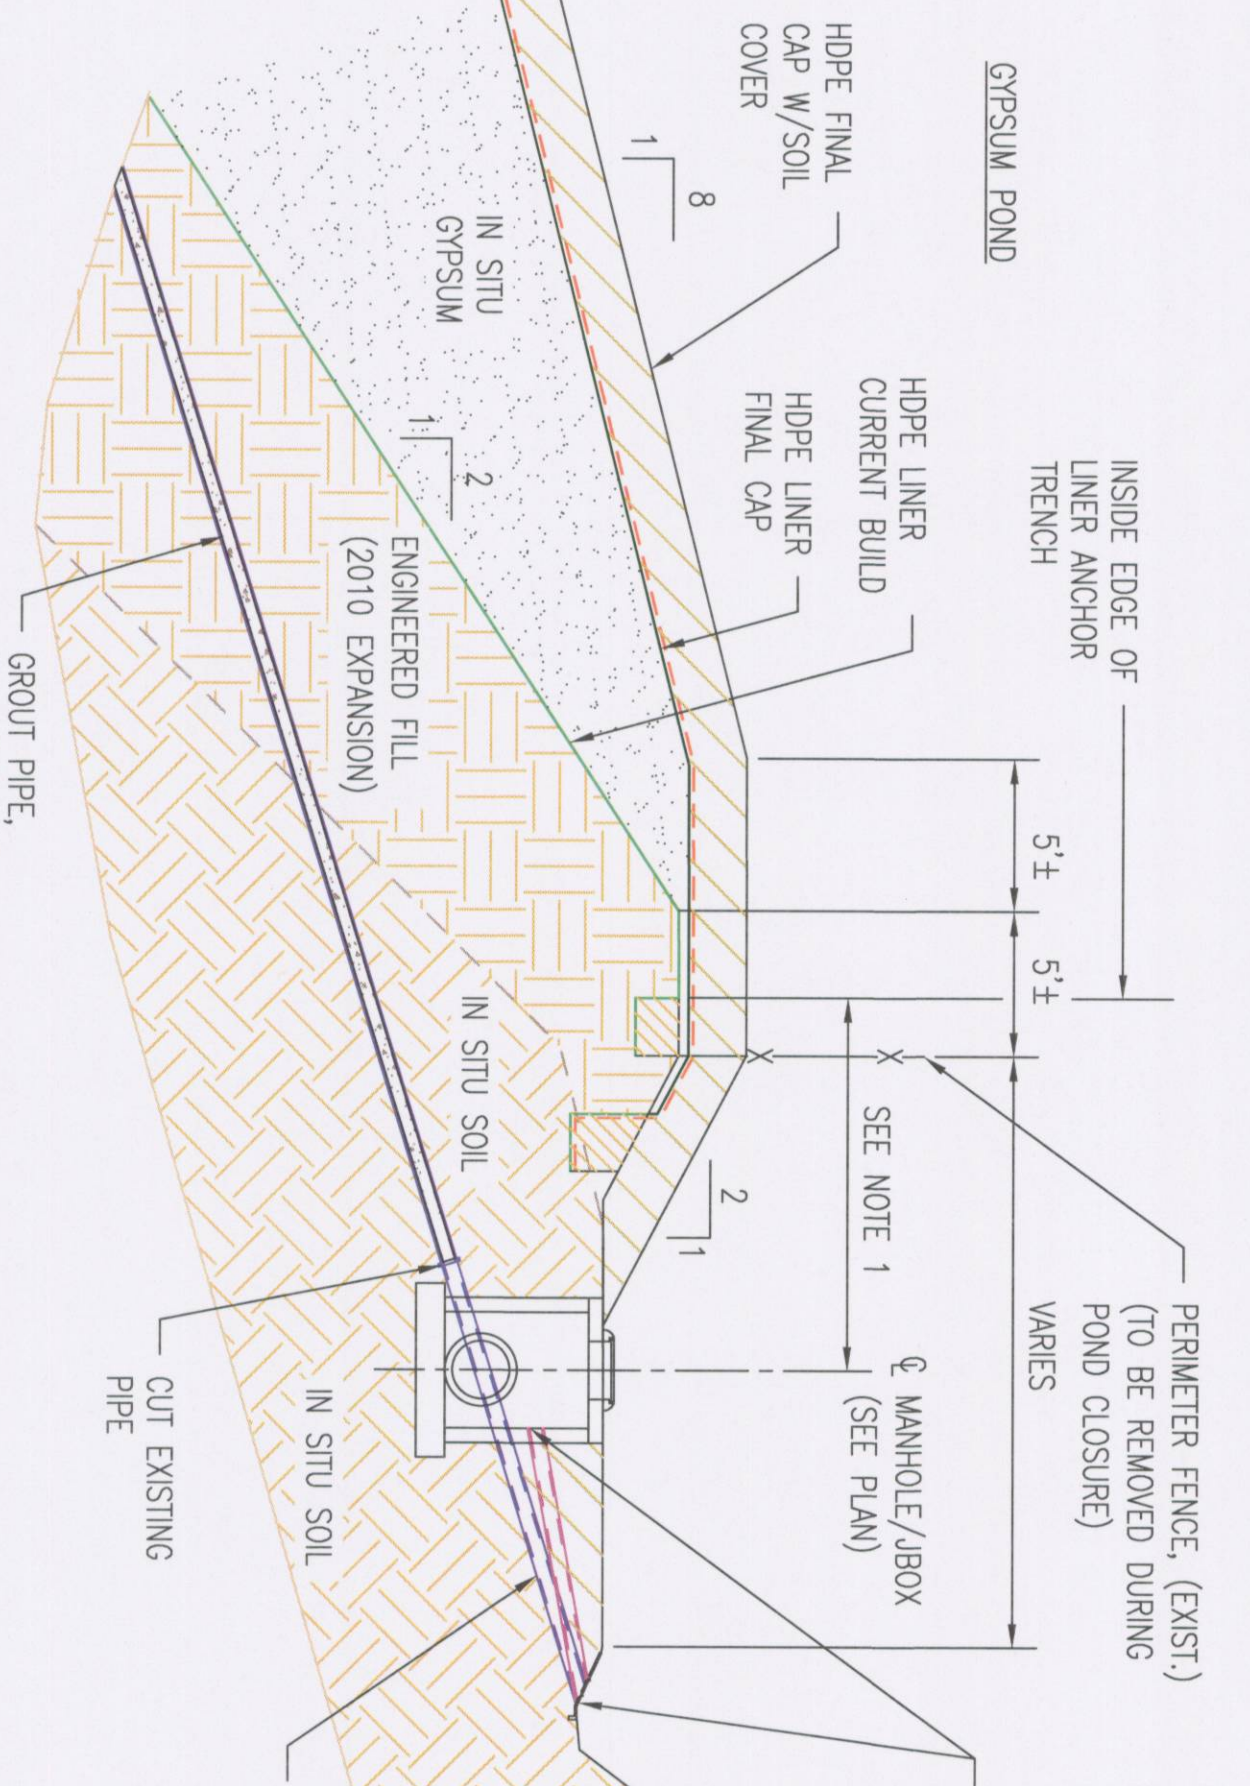 GYPSUM POND
HDPE FINAL
CAP W/SOIL
COVER
1
8
INSIDE EDGE OF
LINER ANCHOR
TRENCH
HDPE LINER
CURRENT BUILD
HDPE LINER
FINAL CAP
5'±
5'±
SEE NOTE 1
VARIES
PERIMETER FENCE, (EXIST.)
(TO BE REMOVED DURING
POND CLOSURE)
℄ MANHOLE/JBOX
(SEE PLAN)
2
1
IN SITU
GYPSUM
1
2
ENGINEERED FILL
(2010 EXPANSION)
IN SITU SOIL
IN SITU SOIL
GROUT PIPE,
CUT EXISTING
PIPE
X
X